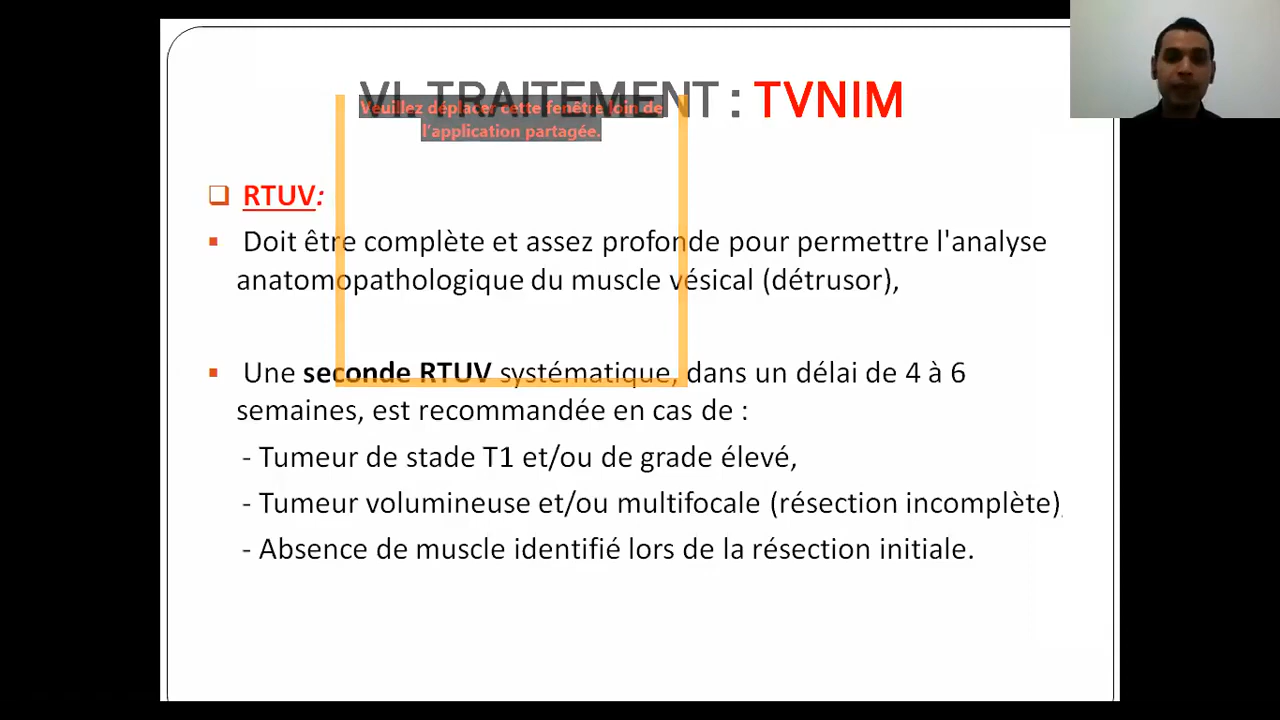 VI. TRAITEMENT : TVNIM
Veuillez déplacer cette fenêtre loin de
l'application partagée.
RTUV:
Doit être complète et assez profonde pour permettre l'analyse
anatomopathologique du muscle vésical (détrusor),
Une seconde RTUV systématique, dans un délai de 4 à 6
semaines, est recommandée en cas de :
- Tumeur de stade T1 et/ou de grade élevé,
- Tumeur volumineuse et/ou multifocale (résection incomplète),
- Absence de muscle identifié lors de la résection initiale.